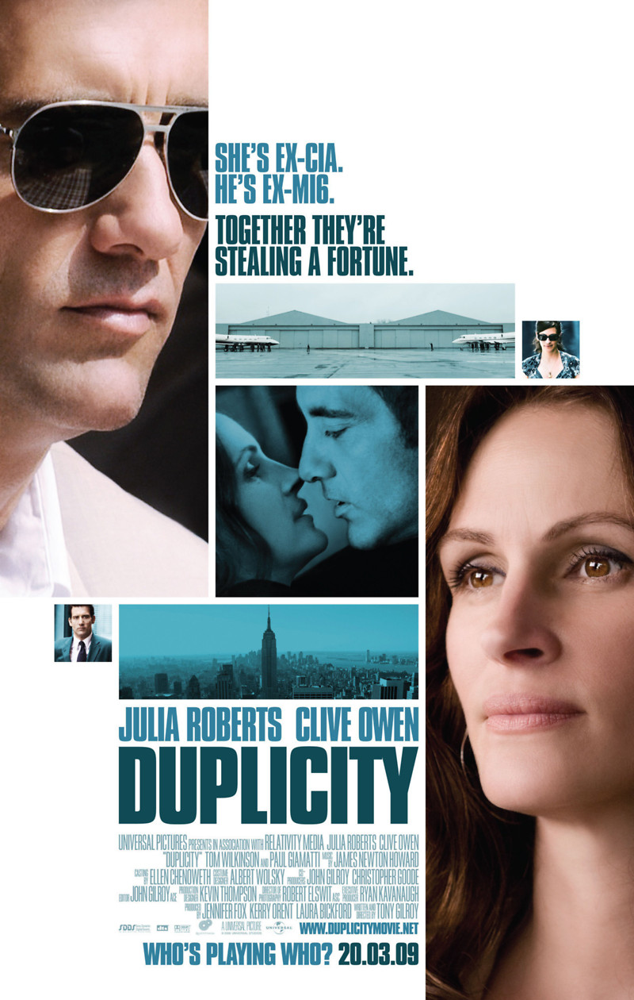 SHE'S EX-CIA.
HE'S EX-MI6.
TOGETHER THEY'RE
STEALING A FORTUNE.
JULIA ROBERTS CLIVE OWEN
DUPLICITY
UNIVERSAL PICTURES PRESENTS IN ASSOCIATION WITH RELATIVITY MEDIA JULIA ROBERTS CLIVE OWEN
"DUPLICITY" TOM WILKINSON AND PAUL GIAMATTI MUSIC BY JAMES NEWTON HOWARD
CASTING BY ELLEN CHENOWETH COSTUME DESIGNER ALBERT WOLSKY CO-PRODUCERS JOHN GILROY CHRISTOPHER GOODE
EDITOR JOHN GILROY ACE PRODUCTION DESIGNER KEVIN THOMPSON DIRECTOR OF PHOTOGRAPHY ROBERT ELSWIT ASC EXECUTIVE PRODUCER RYAN KAVANAUGH
PRODUCED BY JENNIFER FOX KERRY ORENT LAURA BICKFORD WRITTEN AND DIRECTED BY TONY GILROY
SDDS A UNIVERSAL PICTURE UNIVERSAL WWW.DUPLICITYMOVIE.NET
WHO'S PLAYING WHO? 20.03.09